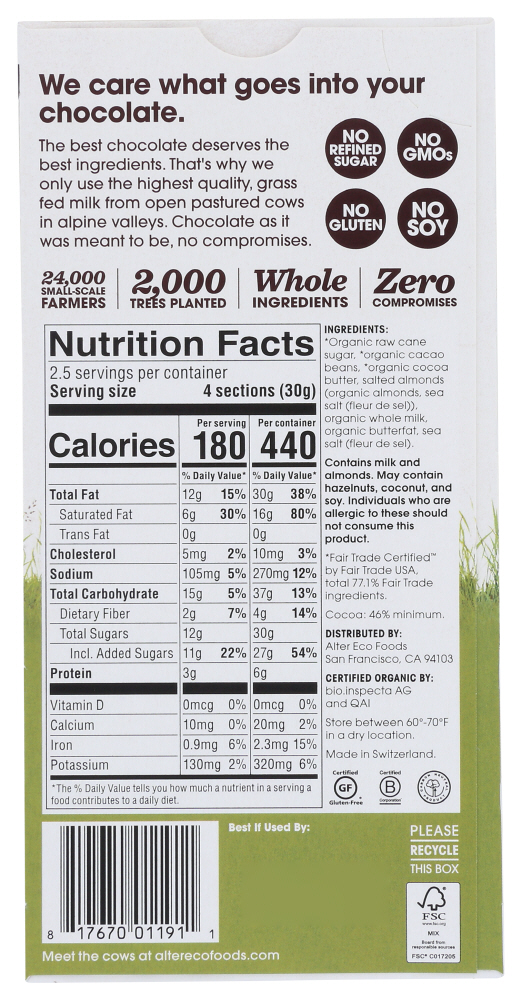 We care what goes into your
chocolate.
The best chocolate deserves the
best ingredients. That's why we
only use the highest quality, grass
fed milk from open pastured cows
in alpine valleys. Chocolate as it
was meant to be, no compromises.
NO
REFINED
SUGAR
NO
GMOs
NO
GLUTEN
NO
SOY
24,000
SMALL-SCALE
FARMERS
2,000
TREES PLANTED
Whole
INGREDIENTS
Zero
COMPROMISES
Nutrition Facts
2.5 servings per container
Serving size 4 sections (30g)
Per serving Per container
Calories 180 440
% Daily Value* % Daily Value*
Total Fat 12g 15% 30g 38%
Saturated Fat 6g 30% 16g 80%
Trans Fat 0g 0g
Cholesterol 5mg 2% 10mg 3%
Sodium 105mg 5% 270mg 12%
Total Carbohydrate 15g 5% 37g 13%
Dietary Fiber 2g 7% 4g 14%
Total Sugars 12g 30g
Incl. Added Sugars 11g 22% 27g 54%
Protein 3g 6g
Vitamin D 0mcg 0% 0mcg 0%
Calcium 10mg 0% 20mg 2%
Iron 0.9mg 6% 2.3mg 15%
Potassium 130mg 2% 320mg 6%
*The % Daily Value tells you how much a nutrient in a serving a
food contributes to a daily diet.
INGREDIENTS:
*Organic raw cane
sugar, *organic cacao
beans, *organic cocoa
butter, salted almonds
(organic almonds, sea
salt (fleur de sel)),
organic whole milk,
organic butterfat, sea
salt (fleur de sel).
Contains milk and
almonds. May contain
hazelnuts, coconut, and
soy. Individuals who are
allergic to these should
not consume this
product.
*Fair Trade Certified™
by Fair Trade USA,
total 77.1% Fair Trade
ingredients.
Cocoa: 46% minimum.
DISTRIBUTED BY:
Alter Eco Foods
San Francisco, CA 94103
CERTIFIED ORGANIC BY:
bio.inspecta AG
and QAI
Store between 60°-70°F
in a dry location.
Made in Switzerland.
Certified
GF
Gluten-Free
Certified
B
Corporation
8 17670 01191 1
Best If Used By:
PLEASE
RECYCLE
THIS BOX
FSC
www.fsc.org
MIX
Board from
responsible sources
FSC® C017205
Meet the cows at alterecofoods.com